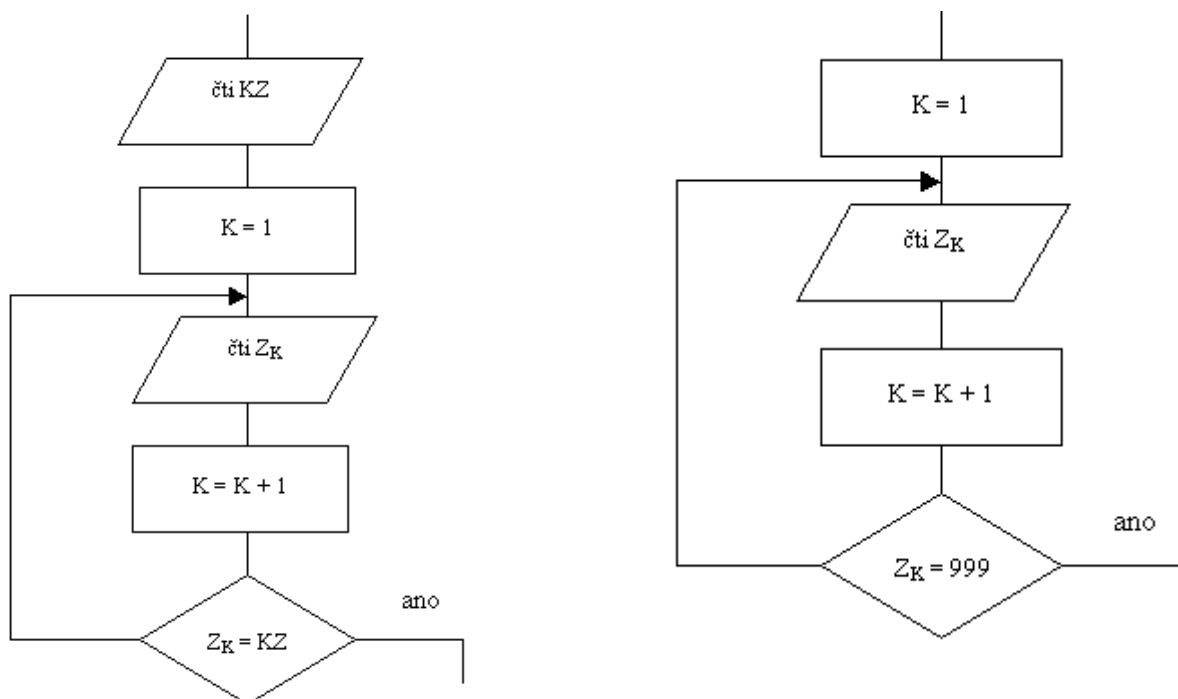 čti KZ
K = 1
čti ZK
K = K + 1
ano
ZK = KZ
K = 1
čti ZK
K = K + 1
ano
ZK = 999